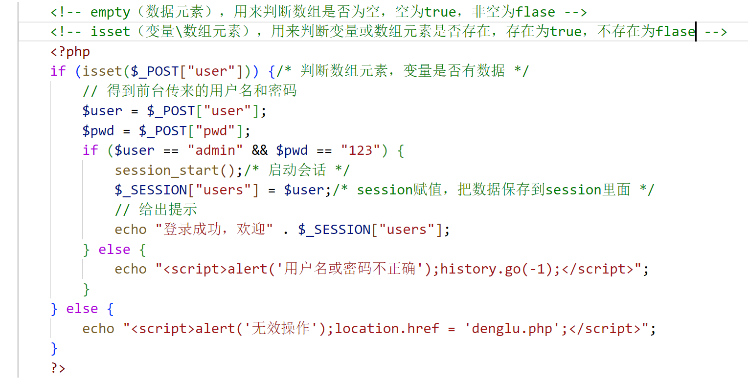 <!-- empty（数据元素），用来判断数组是否为空，空为true，非空为flase -->
<!-- isset（变量\数组元素），用来判断变量或数组元素是否存在，存在为true，不存在为flase -->
<?php
if (isset($_POST["user"])) {/* 判断数组元素，变量是否有数据 */
// 得到前台传来的用户名和密码
$user = $_POST["user"];
$pwd = $_POST["pwd"];
if ($user == "admin" && $pwd == "123") {
session_start();/* 启动会话 */
$_SESSION["users"] = $user;/* session赋值，把数据保存到session里面 */
// 给出提示
echo "登录成功，欢迎" . $_SESSION["users"];
} else {
echo "<script>alert('用户名或密码不正确');history.go(-1);</script>";
}
} else {
echo "<script>alert('无效操作');location.href = 'denglu.php';</script>";
}
?>